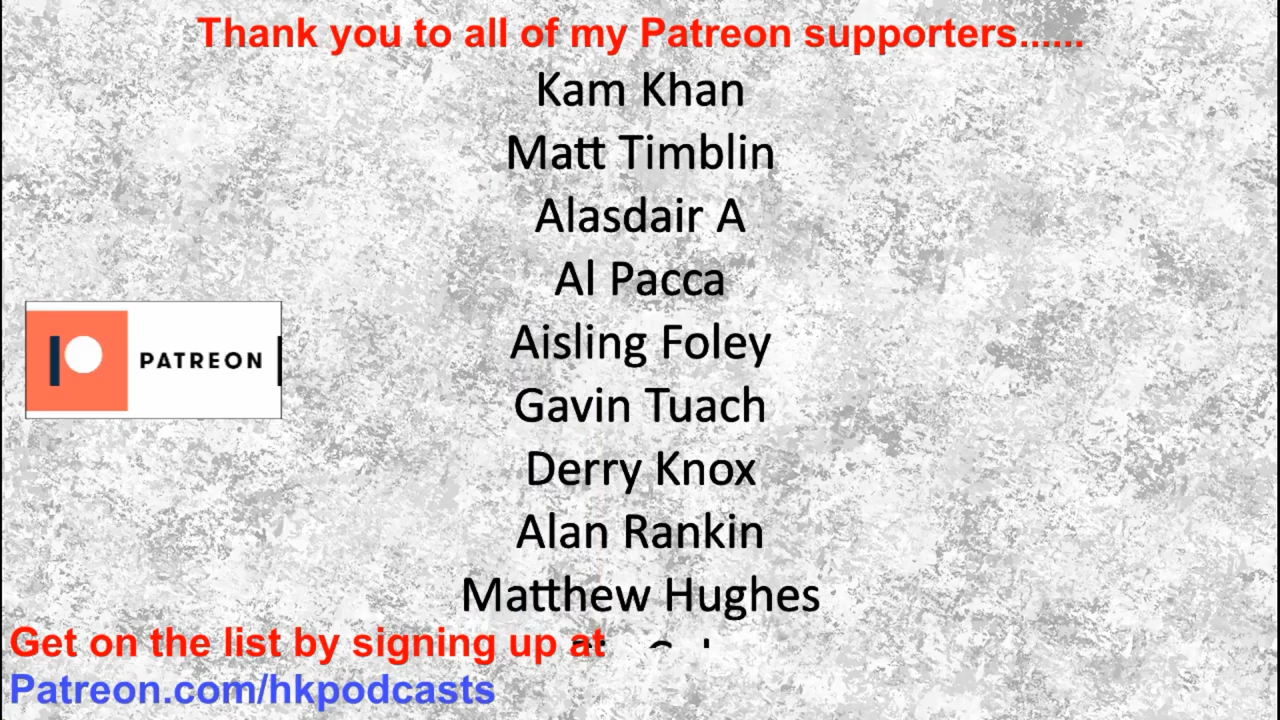 Thank you to all of my Patreon supporters......
Kam Khan
Matt Timblin
Alasdair A
Al Pacca
Aisling Foley
PATREON
Gavin Tuach
Derry Knox
Alan Rankin
Matthew Hughes
Get on the list by signing up at
Patreon.com/hkpodcasts